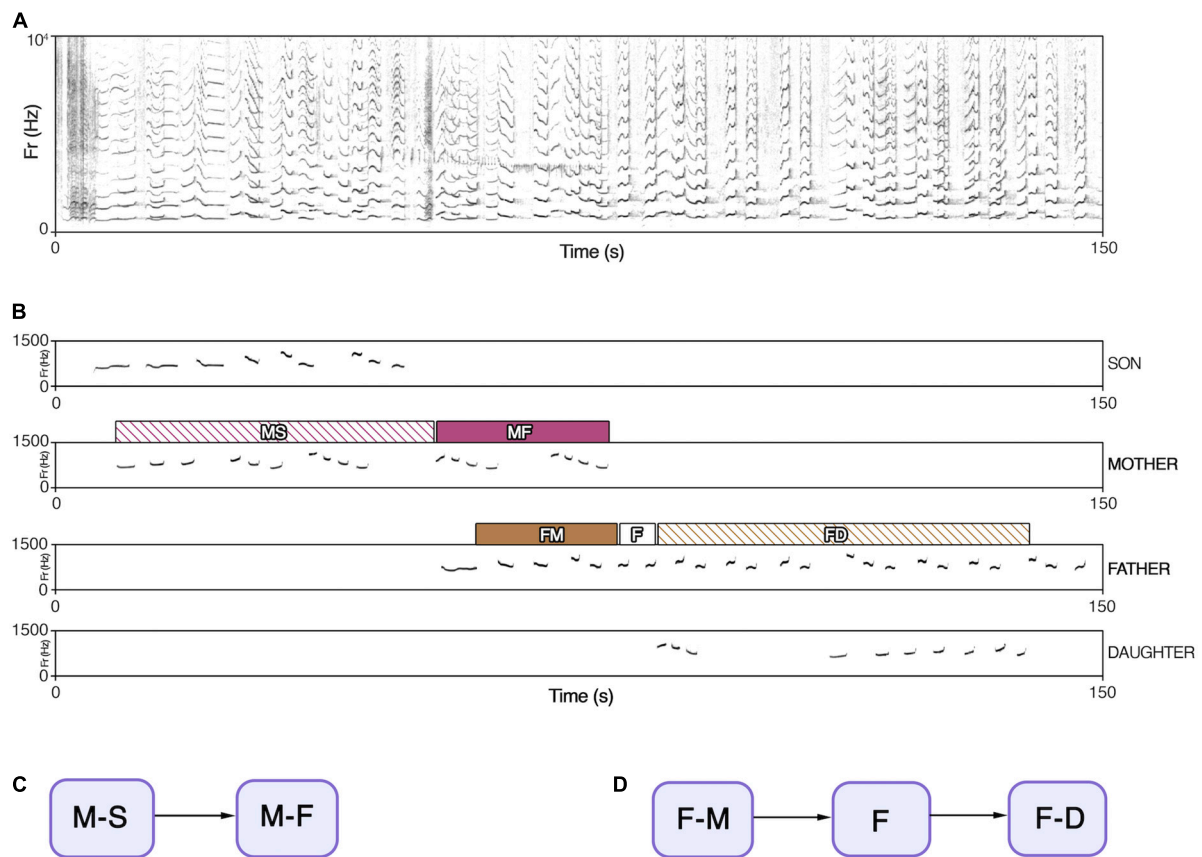 A
10⁴
Fr (Hz)
0
0
150
Time (s)
B
1500
Fr (Hz)
0
0
150
SON
MS
MF
1500
Fr (Hz)
0
0
150
MOTHER
FM
F
FD
1500
Fr (Hz)
0
0
150
FATHER
1500
Fr (Hz)
0
0
150
DAUGHTER
Time (s)
C
M-S
M-F
D
F-M
F
F-D